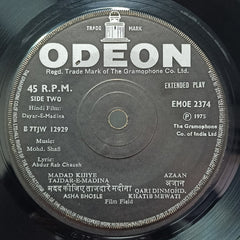 TRADE MARK
ODEON
Regd. Trade Mark of The Gramophone Co. Ltd.
45 R.P.M.
EXTENDED PLAY
SIDE TWO
EMOE 2374
Hindi Film:
Dayar-E-Madina
7TJW 12929
℗ 1975
Music:
Mohd. Shafi
The Gramophone
Co. of India Ltd
Lyric:
Abdur Rab Chaush
MADAD KIJIYE
TAJDAR-E-MADINA
मदद कीजिए ताजदारे मदीना
ASHA BHOSLE
AZAAN
अज़ान
QARI DINMOHD.
KHATIB MEWATI
Film Field